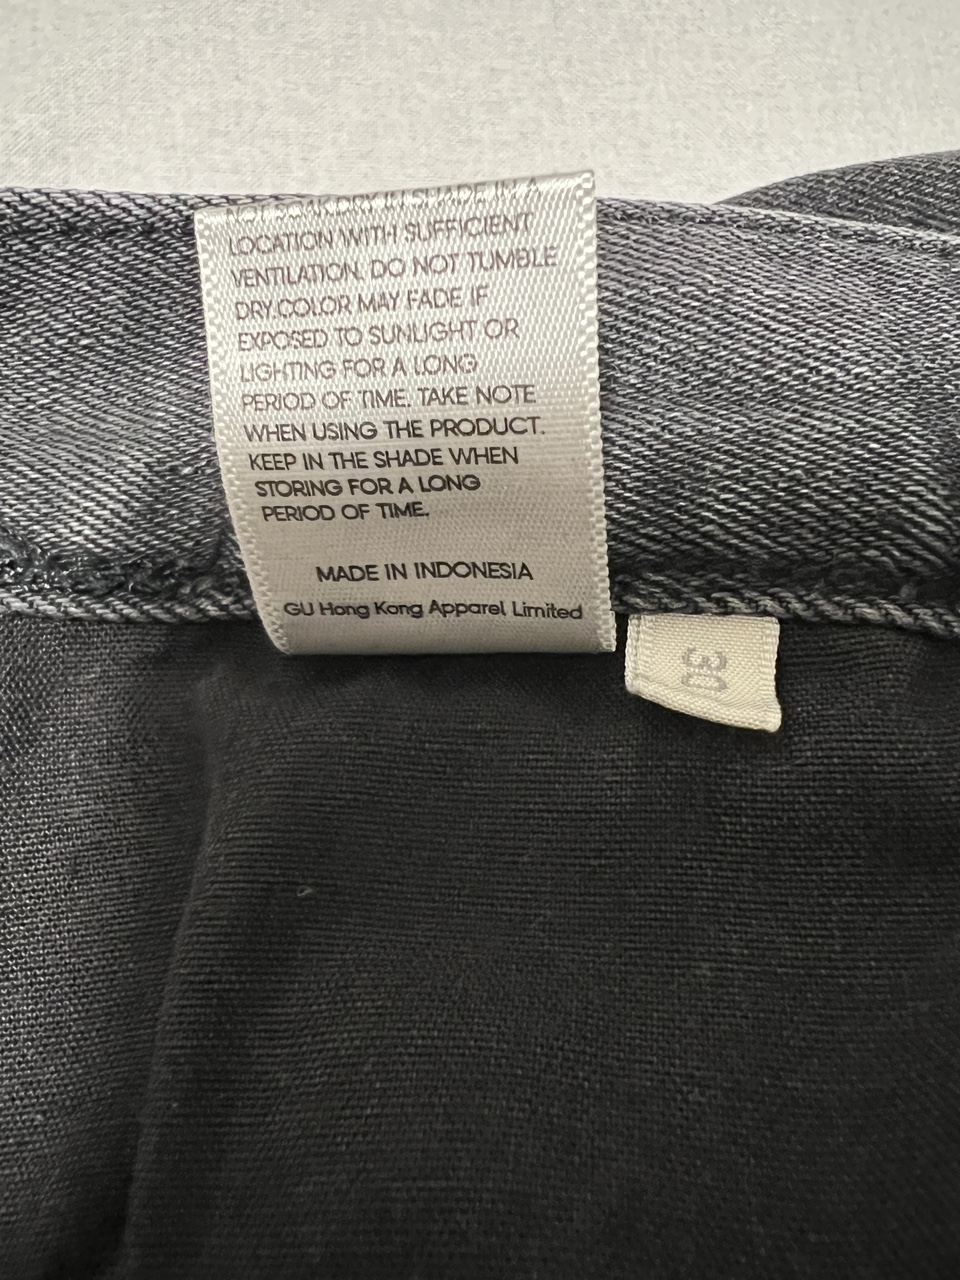 SHADE IN A
LOCATION WITH SUFFICIENT
VENTILATION. DO NOT TUMBLE
DRY.COLOR MAY FADE IF
EXPOSED TO SUNLIGHT OR
LIGHTING FOR A LONG
PERIOD OF TIME. TAKE NOTE
WHEN USING THE PRODUCT.
KEEP IN THE SHADE WHEN
STORING FOR A LONG
PERIOD OF TIME.
MADE IN INDONESIA
GU Hong Kong Apparel Limited
30